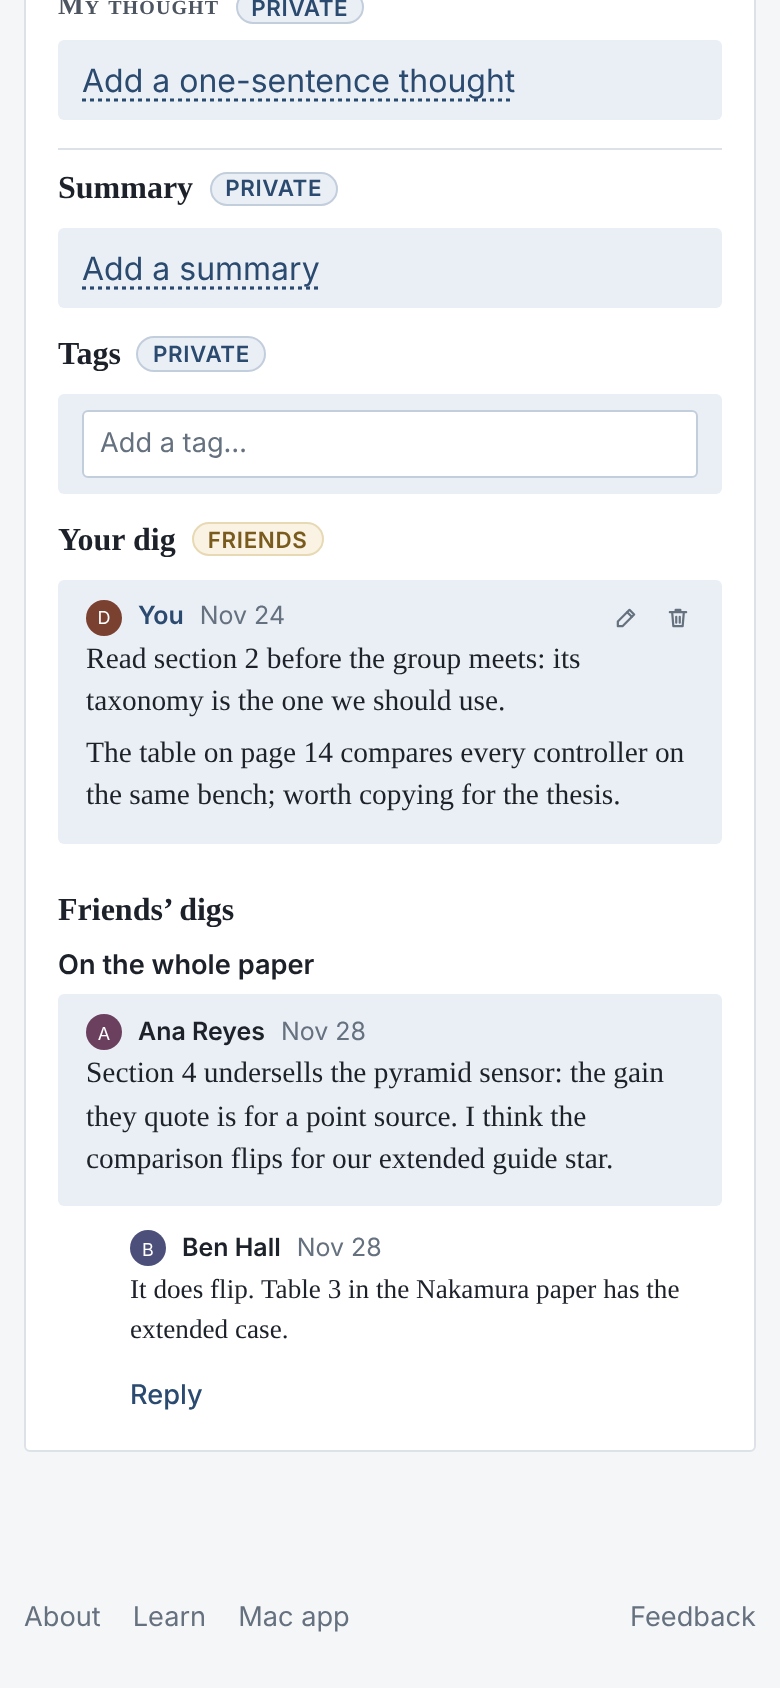 My thought PRIVATE
Add a one-sentence thought
Summary PRIVATE
Add a summary
Tags PRIVATE
Add a tag...
Your dig FRIENDS
D You Nov 24
Read section 2 before the group meets: its
taxonomy is the one we should use.
The table on page 14 compares every controller on
the same bench; worth copying for the thesis.
Friends’ digs
On the whole paper
A Ana Reyes Nov 28
Section 4 undersells the pyramid sensor: the gain
they quote is for a point source. I think the
comparison flips for our extended guide star.
B Ben Hall Nov 28
It does flip. Table 3 in the Nakamura paper has the
extended case.
Reply
About Learn Mac app Feedback